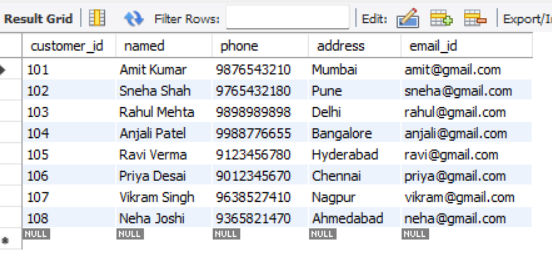 Result Grid Filter Rows: Edit: Export/I
customer_id named phone address email_id
101 Amit Kumar 9876543210 Mumbai amit@gmail.com
102 Sneha Shah 9765432180 Pune sneha@gmail.com
103 Rahul Mehta 9898989898 Delhi rahul@gmail.com
104 Anjali Patel 9988776655 Bangalore anjali@gmail.com
105 Ravi Verma 9123456780 Hyderabad ravi@gmail.com
106 Priya Desai 9012345670 Chennai priya@gmail.com
107 Vikram Singh 9638527410 Nagpur vikram@gmail.com
108 Neha Joshi 9365821470 Ahmedabad neha@gmail.com
NULL NULL NULL NULL NULL